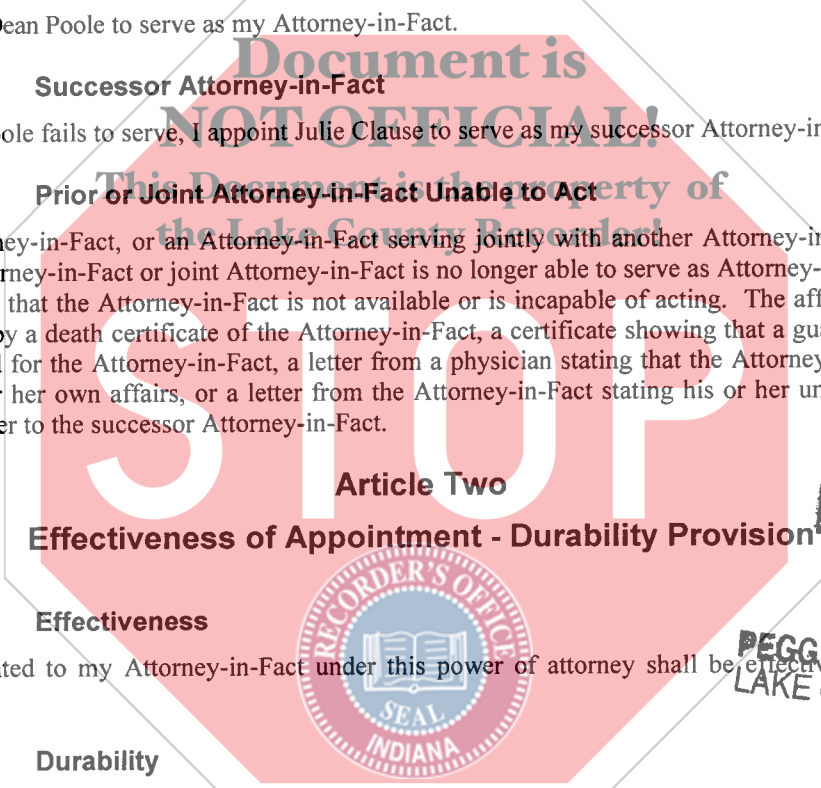 Dean Poole to serve as my Attorney-in-Fact.
Document is
Successor Attorney-in-Fact
NOT OFFICIAL!
ole fails to serve, I appoint Julie Clause to serve as my successor Attorney-in
This Document is the property of
Prior or Joint Attorney-in-Fact Unable to Act
the Lake County Recorder!
ey-in-Fact, or an Attorney-in-Fact serving jointly with another Attorney-in
rney-in-Fact or joint Attorney-in-Fact is no longer able to serve as Attorney-
that the Attorney-in-Fact is not available or is incapable of acting. The aff
by a death certificate of the Attorney-in-Fact, a certificate showing that a gua
for the Attorney-in-Fact, a letter from a physician stating that the Attorney
her own affairs, or a letter from the Attorney-in-Fact stating his or her un
er to the successor Attorney-in-Fact.
STOP
Article Two
Effectiveness of Appointment - Durability Provision
RECORDER'S OFFICE
Effectiveness
PEGG
ted to my Attorney-in-Fact under this power of attorney shall be effectiv
LAKE
SEAL
INDIANA
Durability